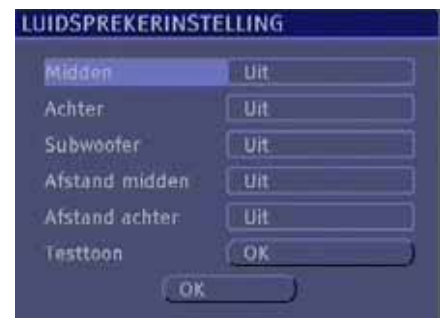 LUIDSPREKERINSTELLING
Midden Uit
Achter Uit
Subwoofer Uit
Afstand midden Uit
Afstand achter Uit
Testtoon OK
OK